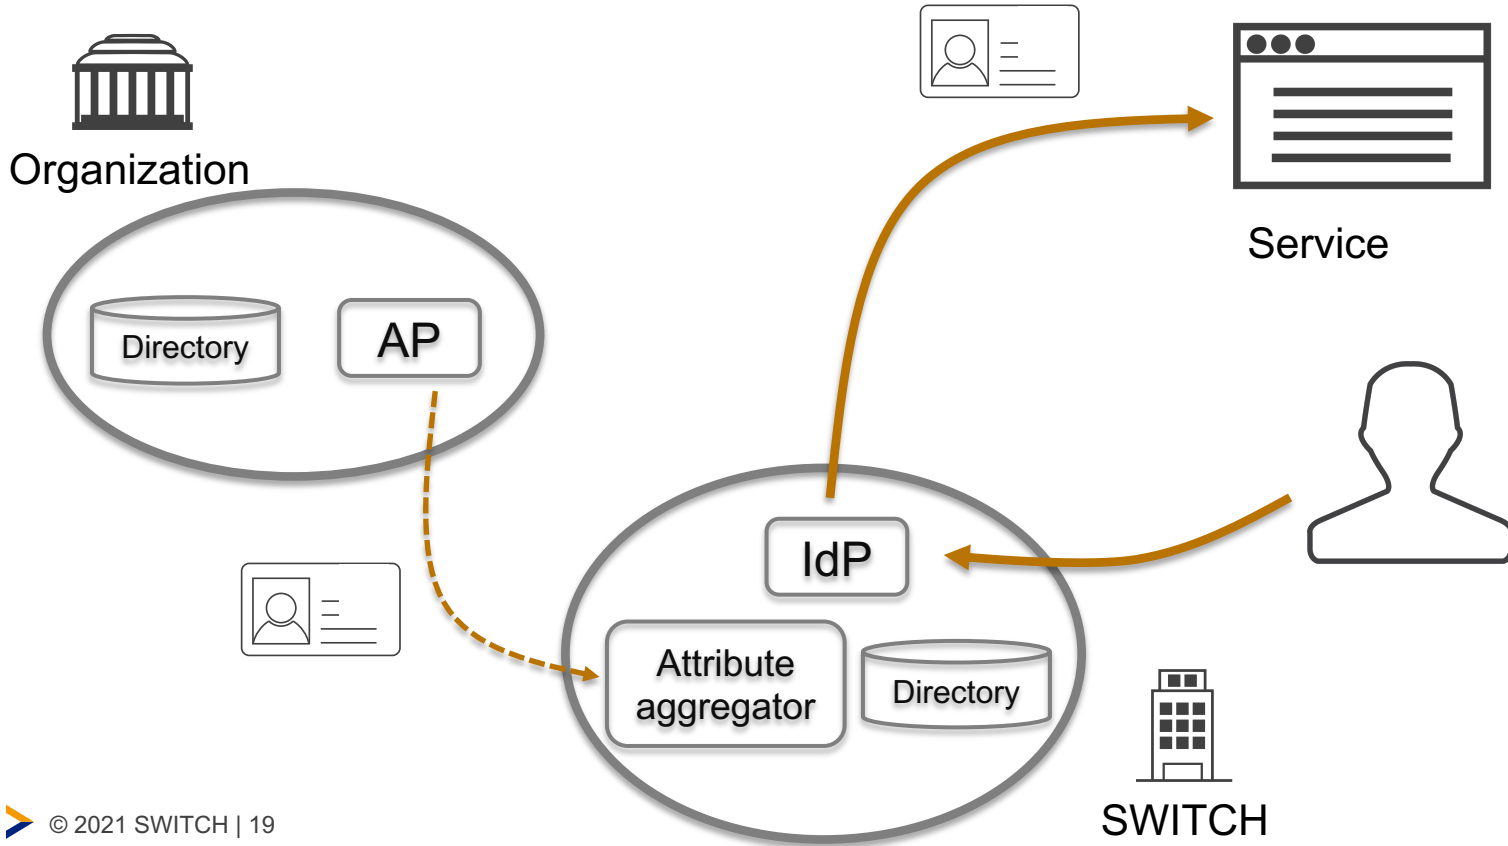 Organization
Service
Directory
AP
IdP
Attribute
aggregator
Directory
SWITCH
© 2021 SWITCH | 19